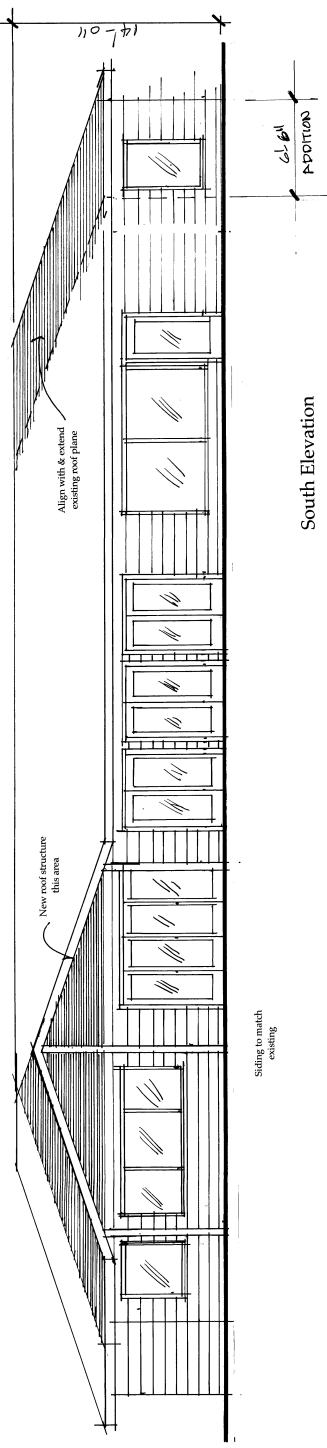 14'-0"
6'-6"
ADDITION
Align with & extend
existing roof plane
New roof structure
this area
Siding to match
existing
South Elevation